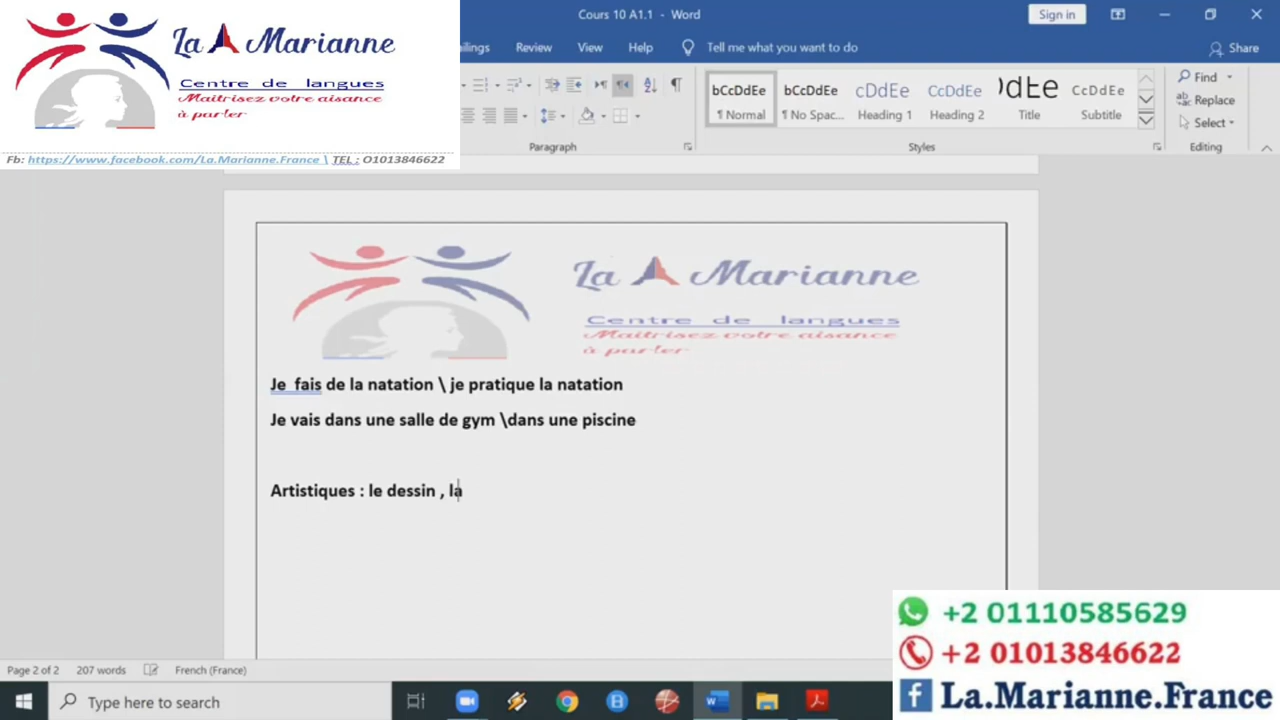 La Marianne
Centre de langues
Maitrisez votre aisance
à parler
Fb: https://www.facebook.com/La.Marianne.France \ TEL : O1013846622
Cours 10 A1.1 - Word
Sign in
ilings Review View Help Tell me what you want to do
Share
bCcDdEe bCcDdEe cDdEe CcDdEe )dtEe CcDdEe
¶ Normal ¶ No Spac... Heading 1 Heading 2 Title Subtitle
Find
Replace
Select
Paragraph Styles Editing
La Marianne
Centre de langues
Maitrisez votre aisance
à parler
Je fais de la natation \ je pratique la natation
Je vais dans une salle de gym \dans une piscine
Artistiques : le dessin , la
+2 01110585629
+2 01013846622
La.Marianne.France
Page 2 of 2 207 words French (France)
Type here to search